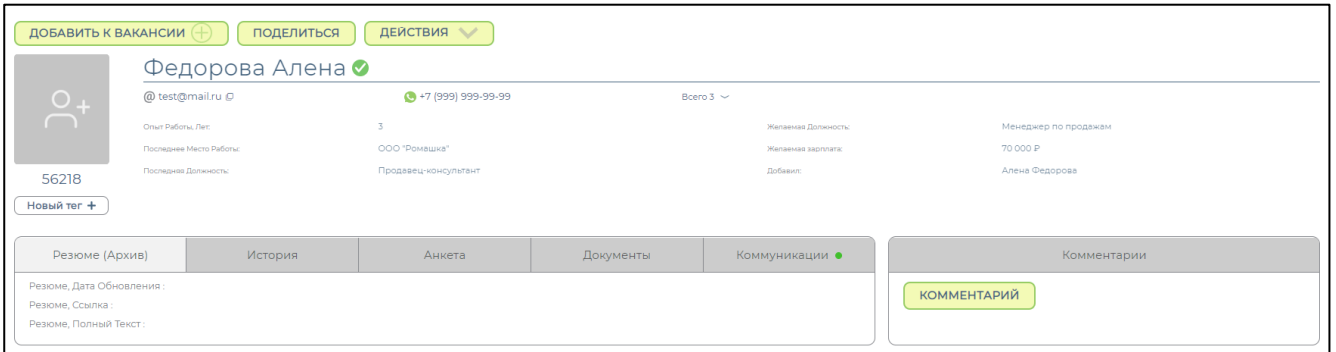 ДОБАВИТЬ К ВАКАНСИИ ПОДЕЛИТЬСЯ ДЕЙСТВИЯ
Федорова Алена
@ test@mail.ru +7 (999) 999-99-99 Всего 3
Опыт Работы, Лет: 3 Желаемая Должность: Менеджер по продажам
Последнее Место Работы: ООО "Ромашка" Желаемая зарплата: 70 000 ₽
Последняя Должность: Продавец-консультант Добавил: Алена Федорова
56218
Новый тег +
Резюме (Архив) История Анкета Документы Коммуникации Комментарии
Резюме, Дата Обновления :
КОММЕНТАРИЙ
Резюме, Ссылка :
Резюме, Полный Текст :